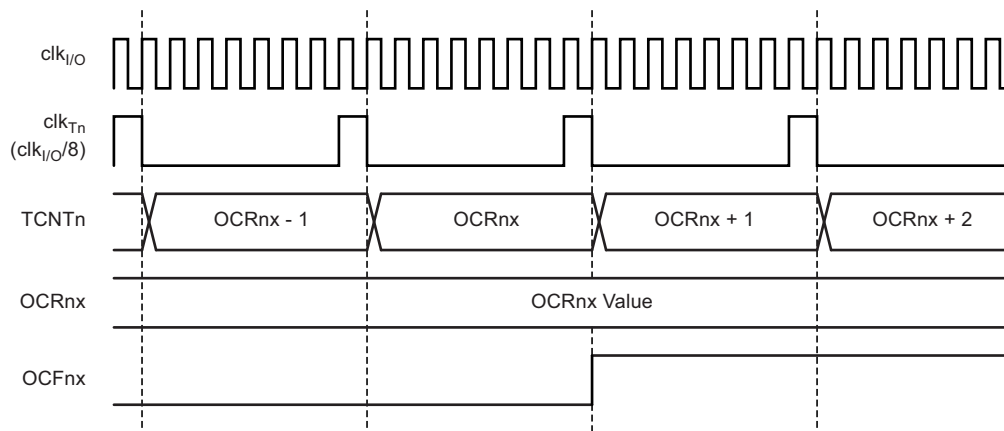 clkI/O
clkTn
(clkI/O/8)
TCNTn OCRnx - 1 OCRnx OCRnx + 1 OCRnx + 2
OCRnx OCRnx Value
OCFnx